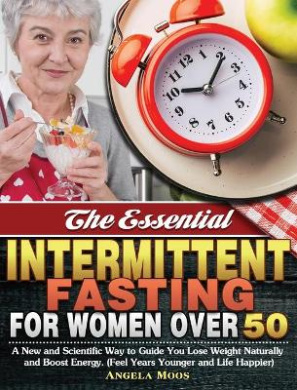 The Essential
INTERMITTENT
FASTING
FOR WOMEN OVER 50
A New and Scientific Way to Guide You Lose Weight Naturally
and Boost Energy. (Feel Years Younger and Life Happier)
ANGELA MOOS